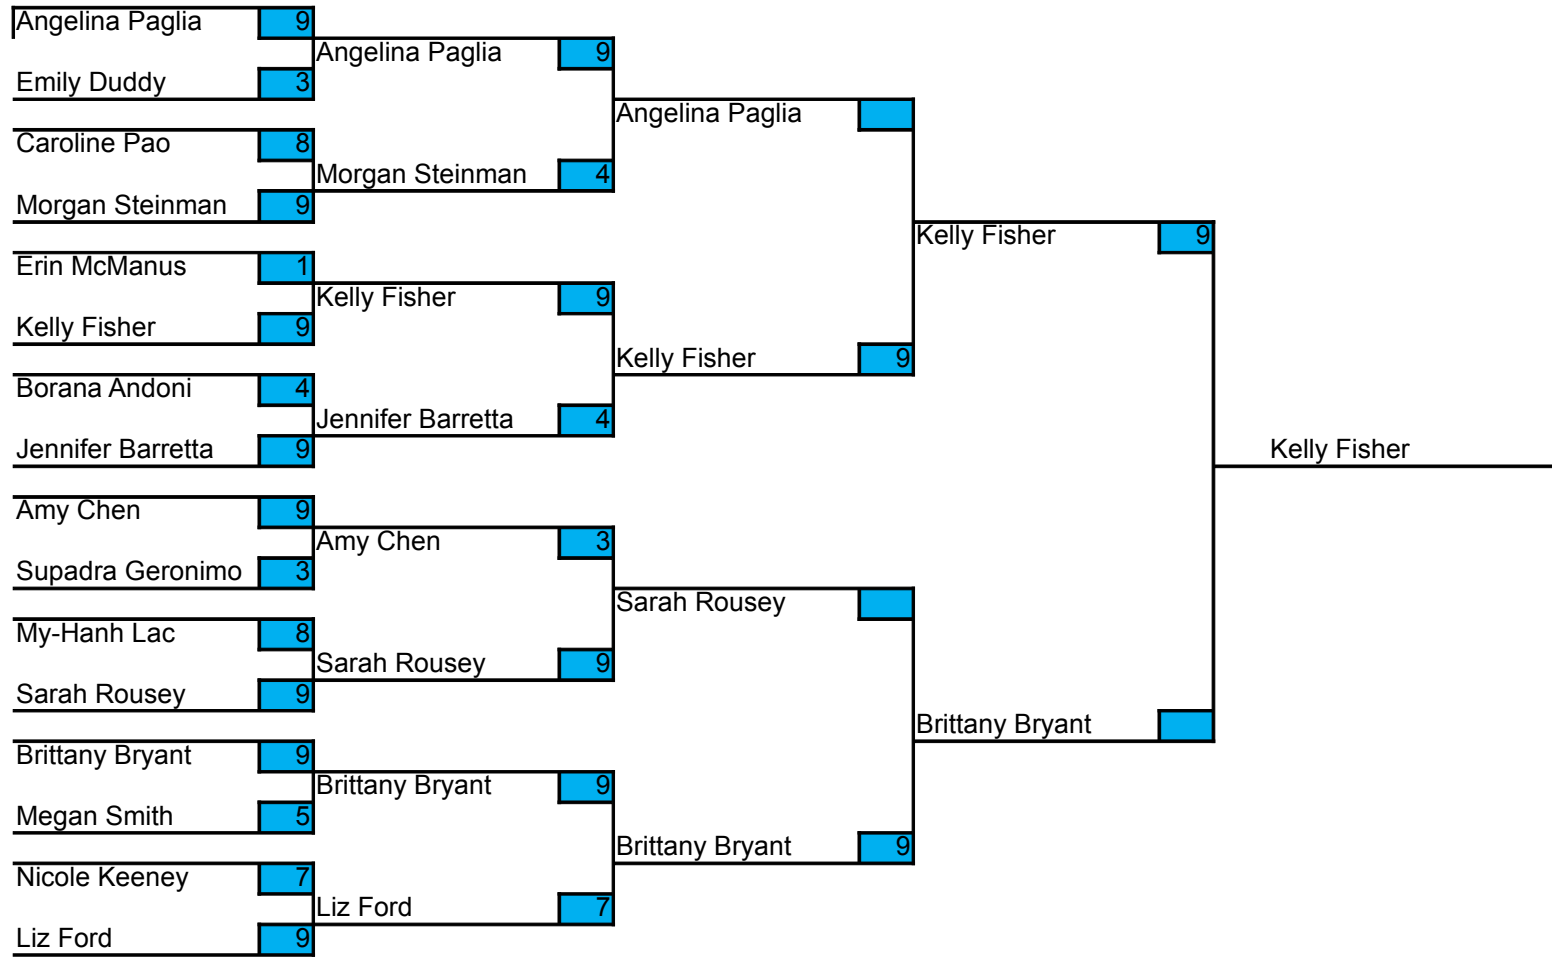 Angelina Paglia 9
Emily Duddy 3
Caroline Pao 8
Morgan Steinman 9
Erin McManus 1
Kelly Fisher 9
Borana Andoni 4
Jennifer Barretta 9
Amy Chen 9
Supadra Geronimo 3
My-Hanh Lac 8
Sarah Rousey 9
Brittany Bryant 9
Megan Smith 5
Nicole Keeney 7
Liz Ford 9
Angelina Paglia 9
Morgan Steinman 4
Kelly Fisher 9
Jennifer Barretta 4
Amy Chen 3
Sarah Rousey 9
Brittany Bryant 9
Liz Ford 7
Angelina Paglia
Kelly Fisher 9
Sarah Rousey
Brittany Bryant 9
Kelly Fisher 9
Brittany Bryant
Kelly Fisher